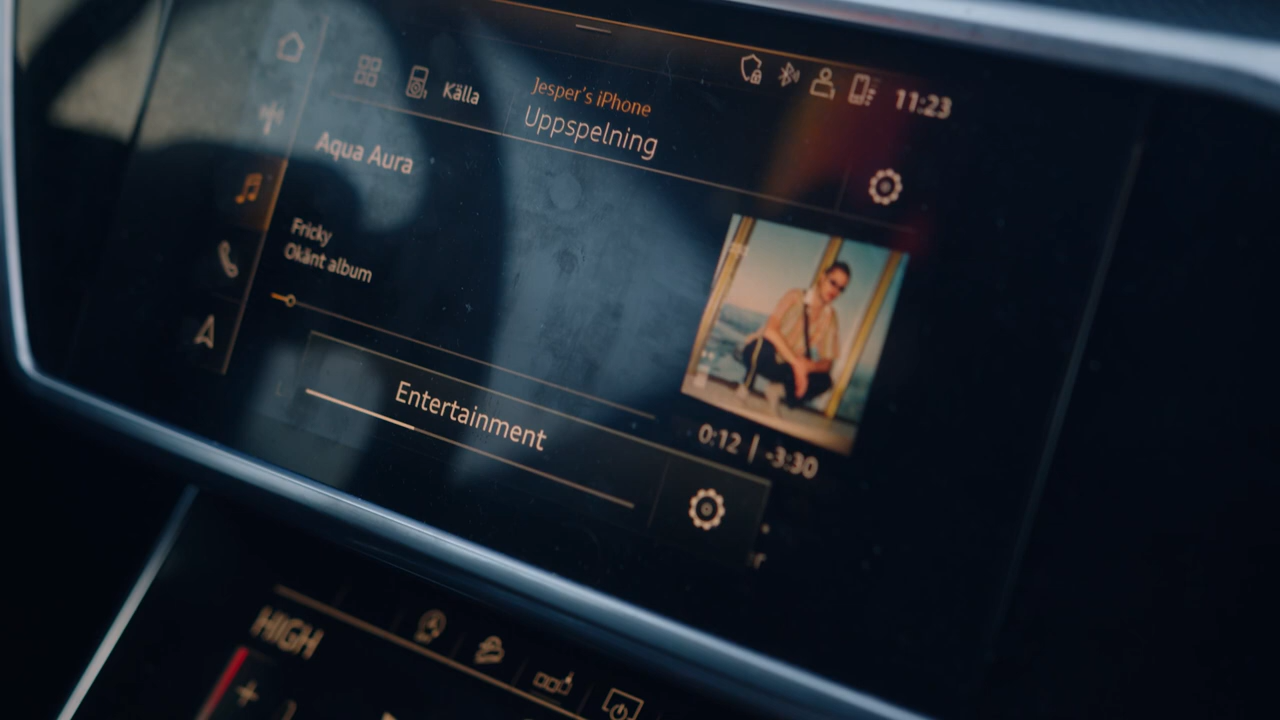 Källa
Jesper's iPhone
Uppspelning
11:23
Aqua Aura
Fricky
Okänt album
0:12 | -3:30
Entertainment
HIGH